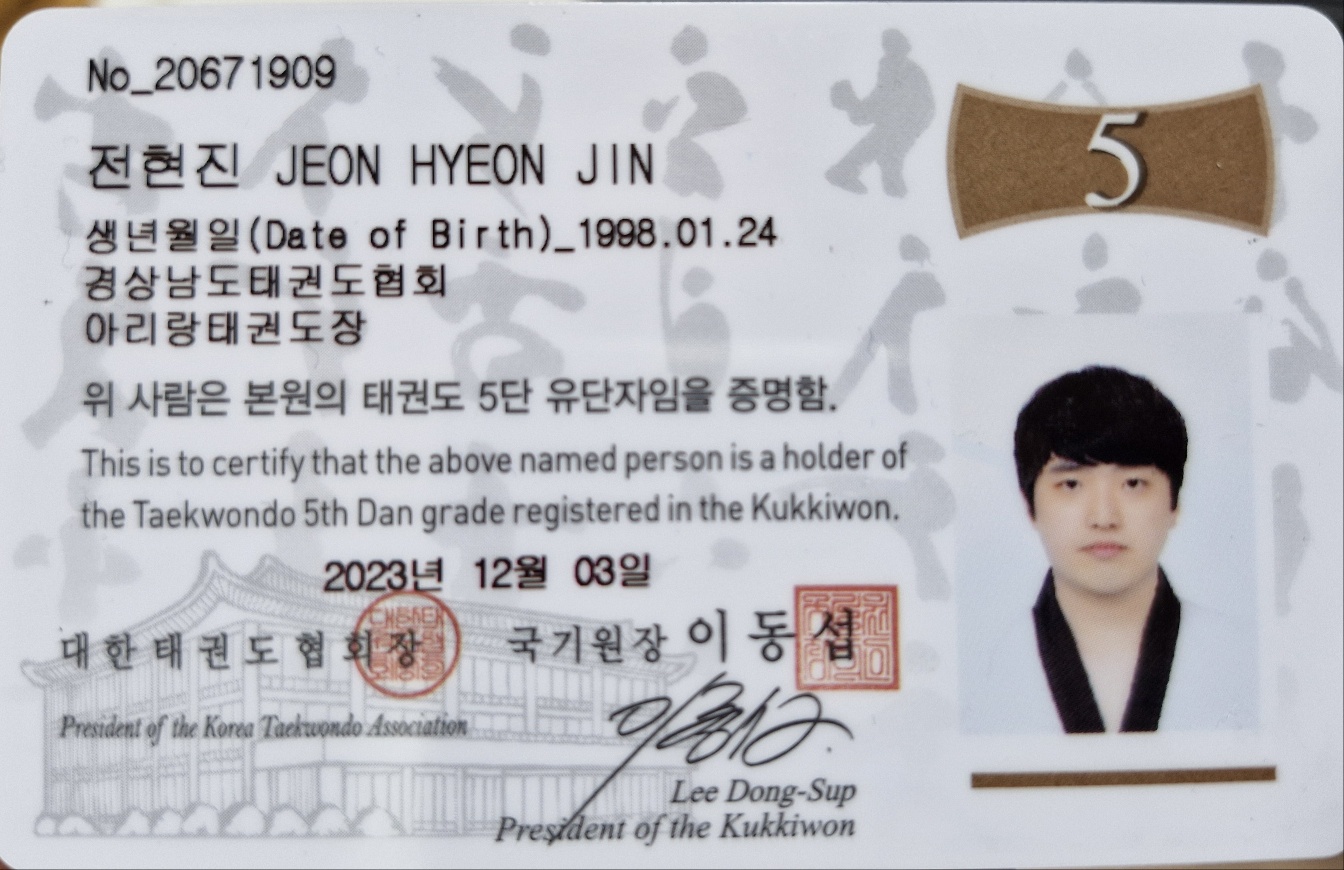 No_20671909
5
전현진 JEON HYEON JIN
생년월일(Date of Birth)_1998.01.24
경상남도태권도협회
아리랑태권도장
위 사람은 본원의 태권도 5단 유단자임을 증명함.
This is to certify that the above named person is a holder of
the Taekwondo 5th Dan grade registered in the Kukkiwon.
2023년 12월 03일
대한태권도협회장 국기원장 이동섭
President of the Korea Taekwondo Association
Lee Dong-Sup
President of the Kukkiwon